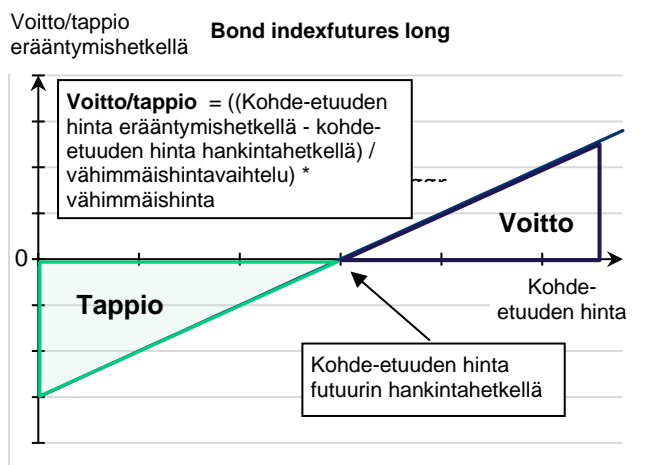 Voitto/tappio
erääntymishetkellä
Bond indexfutures long
Voitto/tappio = ((Kohde-etuuden
hinta erääntymishetkellä - kohde-
etuuden hinta hankintahetkellä) /
vähimmäishintavaihtelu) *
vähimmäishinta
Voitto
0
Kohde-
etuuden hinta
Tappio
Kohde-etuuden hinta
futuurin hankintahetkellä